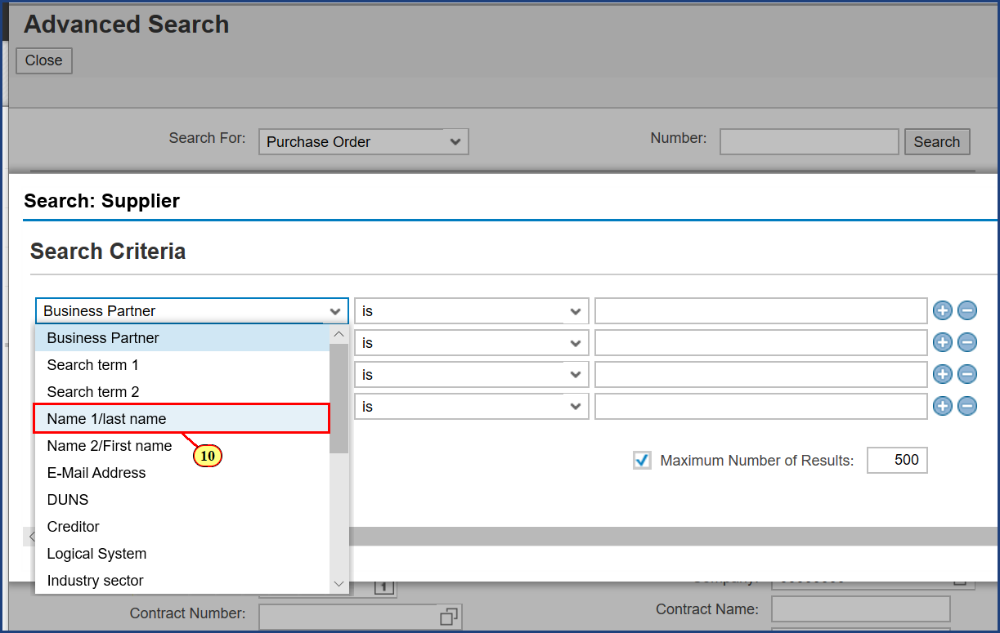 Advanced Search
Close
Search For: Purchase Order Number: Search
Search: Supplier
Search Criteria
Business Partner is
Business Partner
Search term 1 is
Search term 2 is
Name 1/last name is
10
Name 2/First name
Maximum Number of Results: 500
E-Mail Address
DUNS
Creditor
Logical System
Industry sector
Contract Number: Contract Name: